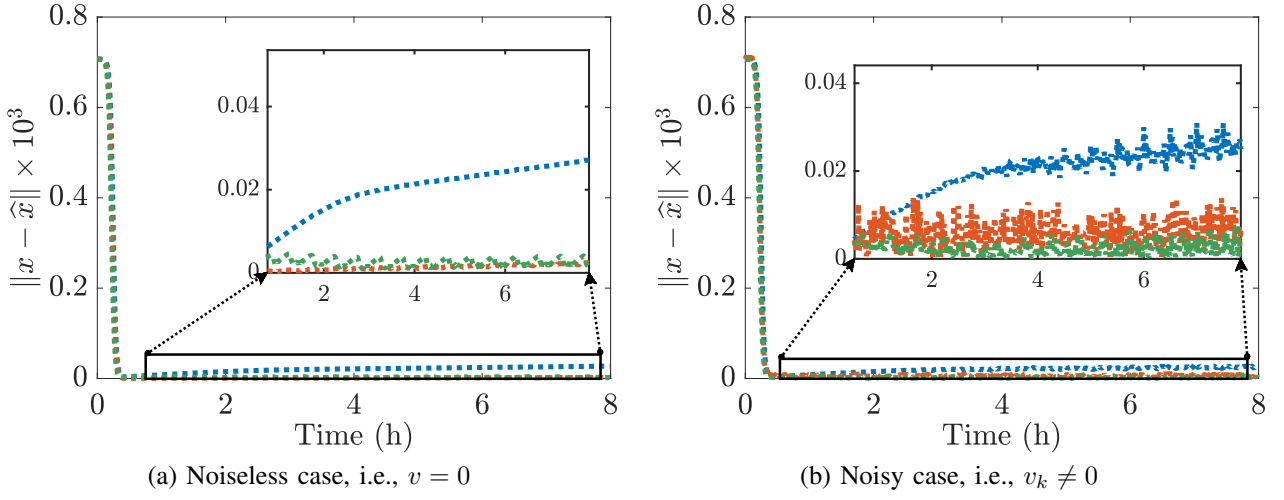 0.8
0.6
0.4
0.2
0
‖x − x̂‖ × 10³
0.04
0.02
0
2 4 6
0 2 4 6 8
Time (h)
(a) Noiseless case, i.e., v = 0
0.8
0.6
0.4
0.2
0
‖x − x̂‖ × 10³
0.04
0.02
0
2 4 6
0 2 4 6 8
Time (h)
(b) Noisy case, i.e., vₖ ≠ 0